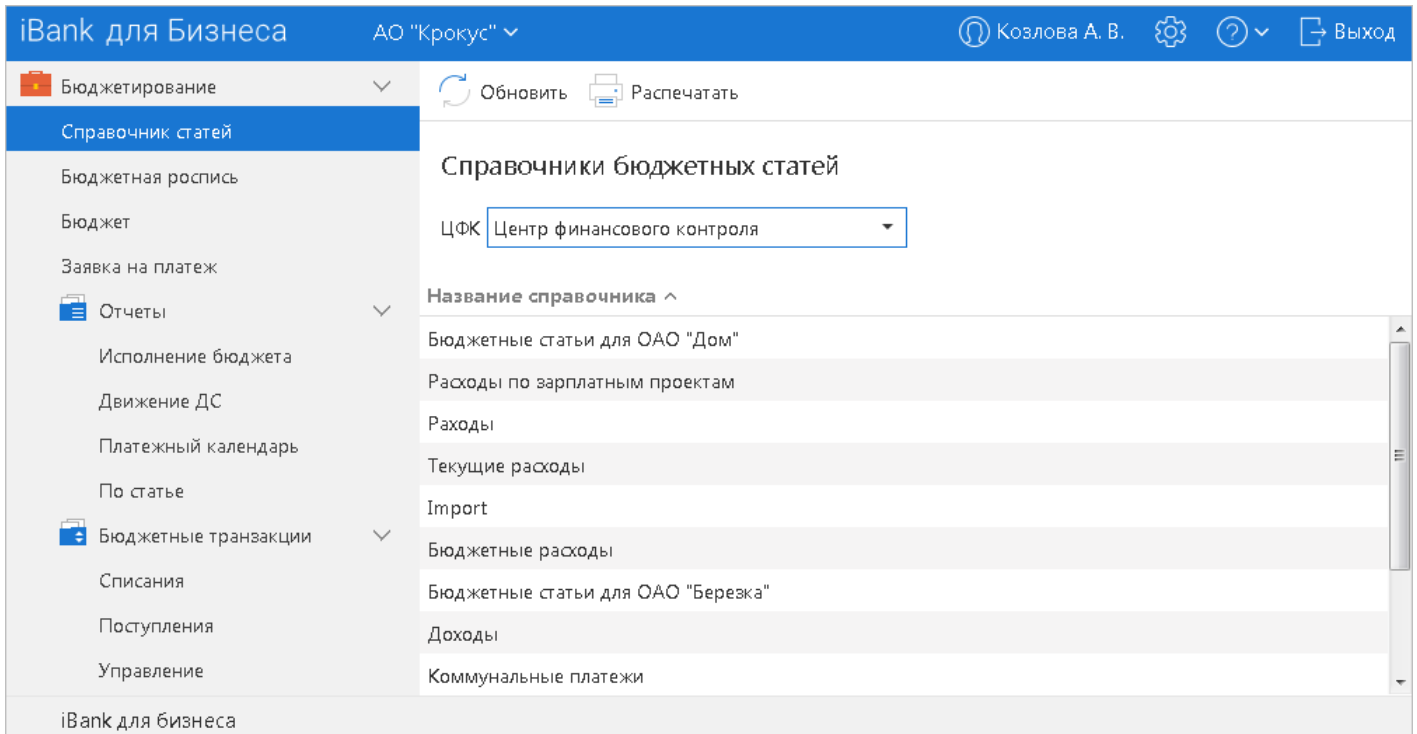 iBank для Бизнеса АО "Крокус" Козлова А. В. Выход
Бюджетирование
Справочник статей
Бюджетная роспись
Бюджет
Заявка на платеж
Отчеты
Исполнение бюджета
Движение ДС
Платежный календарь
По статье
Бюджетные транзакции
Списания
Поступления
Управление
Обновить Распечатать
Справочники бюджетных статей
ЦФК Центр финансового контроля
Название справочника
Бюджетные статьи для ОАО "Дом"
Расходы по зарплатным проектам
Раходы
Текущие расходы
Import
Бюджетные расходы
Бюджетные статьи для ОАО "Березка"
Доходы
Коммунальные платежи
iBank для бизнеса